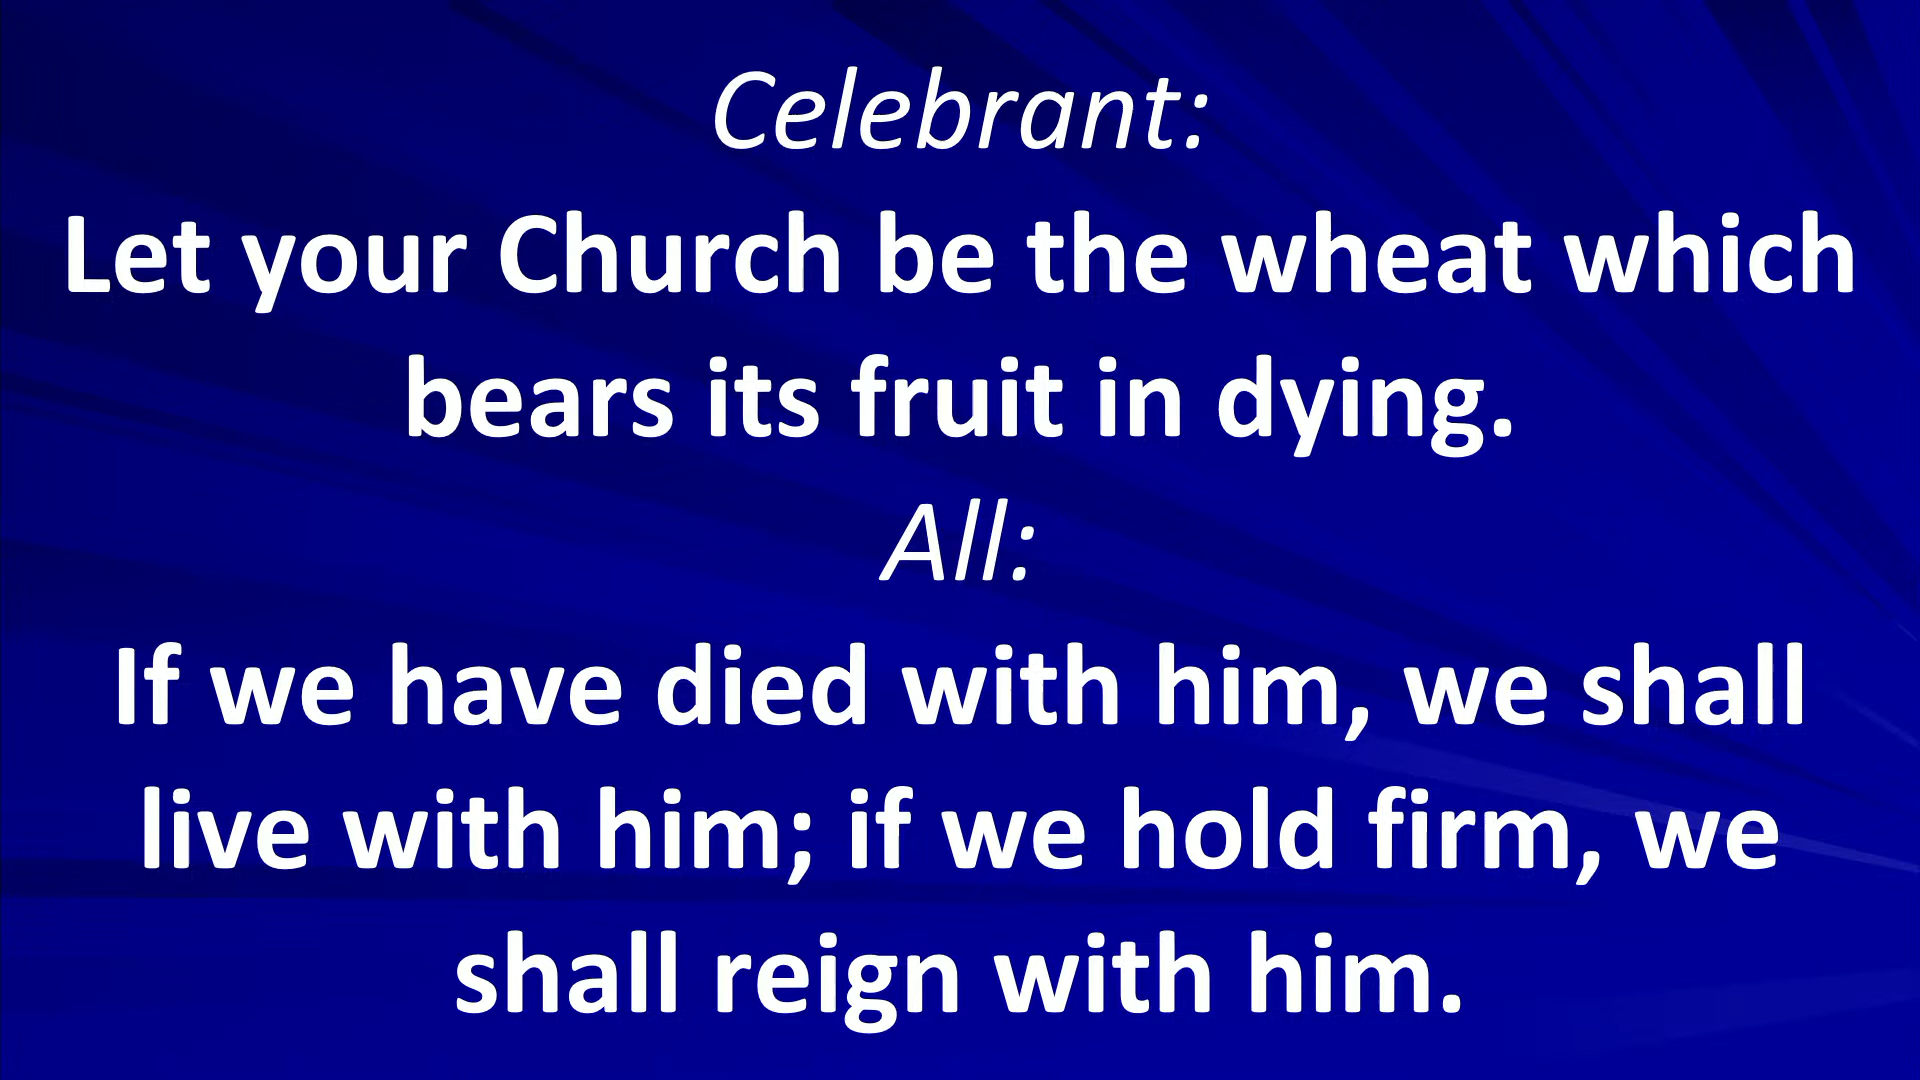 Celebrant:
Let your Church be the wheat which
bears its fruit in dying.
All:
If we have died with him, we shall
live with him; if we hold firm, we
shall reign with him.